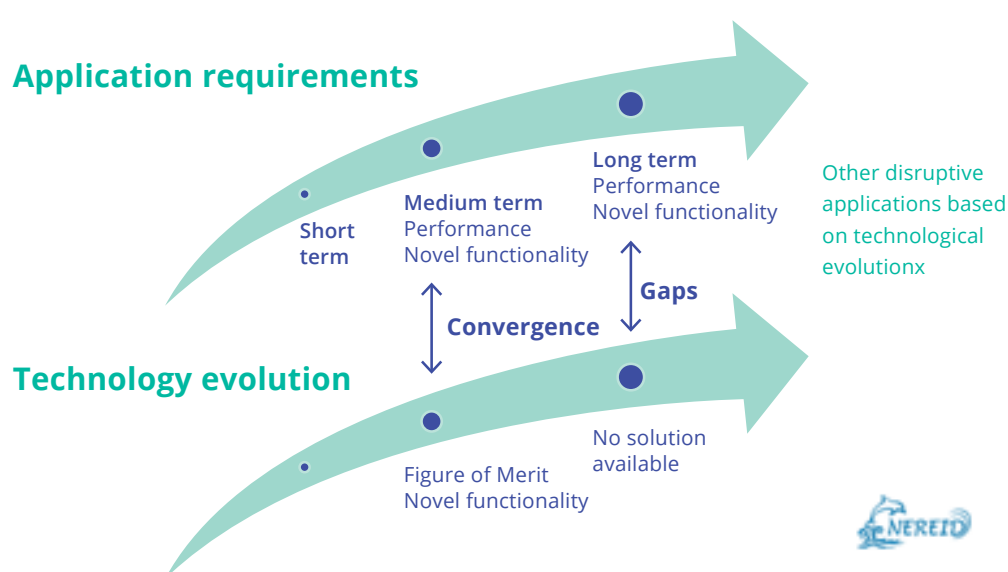 Application requirements
Short
term
Medium term
Performance
Novel functionality
Long term
Performance
Novel functionality
Other disruptive
applications based
on technological
evolutionx
Convergence
Gaps
Technology evolution
Figure of Merit
Novel functionality
No solution
available
NEREID